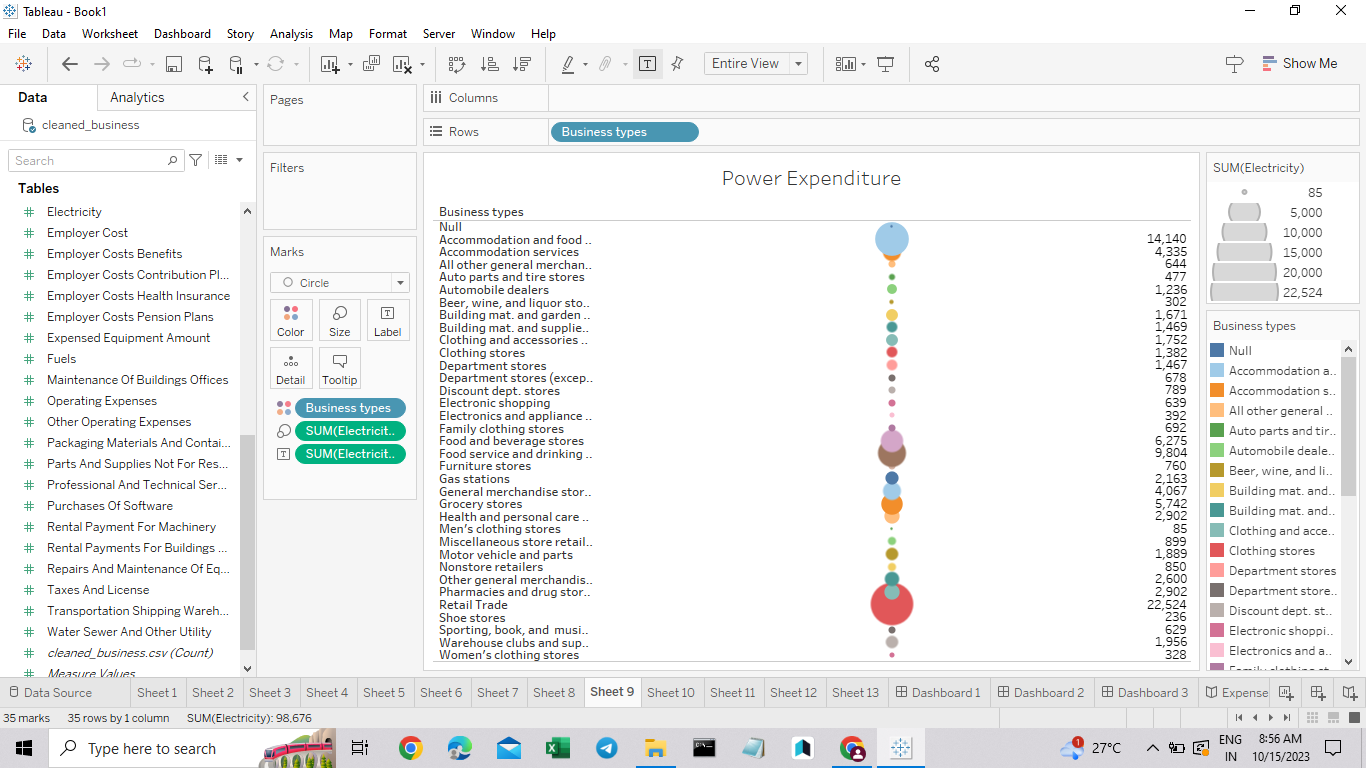 Tableau - Book1
File Data Worksheet Dashboard Story Analysis Map Format Server Window Help
Entire View
Show Me
Data Analytics
cleaned_business
Search
Tables
Electricity
Employer Cost
Employer Costs Benefits
Employer Costs Contribution Pl...
Employer Costs Health Insurance
Employer Costs Pension Plans
Expensed Equipment Amount
Fuels
Maintenance Of Buildings Offices
Operating Expenses
Other Operating Expenses
Packaging Materials And Contai...
Parts And Supplies Not For Res...
Professional And Technical Ser...
Purchases Of Software
Rental Payment For Machinery
Rental Payments For Buildings ...
Repairs And Maintenance Of Eq...
Taxes And License
Transportation Shipping Wareh...
Water Sewer And Other Utility
cleaned_business.csv (Count)
Measure Values
Pages
Filters
Marks
Circle
Color Size Label
Detail Tooltip
Business types
SUM(Electricit..
SUM(Electricit..
Columns
Rows Business types
Power Expenditure
Business types
Null
Accommodation and food .. 14,140
Accommodation services 4,335
All other general merchan.. 644
Auto parts and tire stores 477
Automobile dealers 1,236
Beer, wine, and liquor sto.. 302
Building mat. and garden .. 1,671
Building mat. and supplie.. 1,469
Clothing and accessories .. 1,752
Clothing stores 1,382
Department stores 1,467
Department stores (excep.. 678
Discount dept. stores 789
Electronic shopping 639
Electronics and appliance .. 392
Family clothing stores 692
Food and beverage stores 6,275
Food service and drinking .. 9,804
Furniture stores 760
Gas stations 2,163
General merchandise stor.. 4,067
Grocery stores 5,742
Health and personal care .. 2,902
Men's clothing stores 85
Miscellaneous store retail.. 899
Motor vehicle and parts 1,889
Nonstore retailers 850
Other general merchandis.. 2,600
Pharmacies and drug stor.. 2,902
Retail Trade 22,524
Shoe stores 236
Sporting, book, and musi.. 629
Warehouse clubs and sup.. 1,956
Women's clothing stores 328
SUM(Electricity)
85
5,000
10,000
15,000
20,000
22,524
Business types
Null
Accommodation a..
Accommodation s..
All other general ..
Auto parts and tir..
Automobile deale..
Beer, wine, and li..
Building mat. and..
Building mat. and..
Clothing and acce..
Clothing stores
Department stores
Department store..
Discount dept. st..
Electronic shoppi..
Electronics and a..
Family clothing st..
Data Source Sheet 1 Sheet 2 Sheet 3 Sheet 4 Sheet 5 Sheet 6 Sheet 7 Sheet 8 Sheet 9 Sheet 10 Sheet 11 Sheet 12 Sheet 13 Dashboard 1 Dashboard 2 Dashboard 3 Expense
35 marks 35 rows by 1 column SUM(Electricity): 98,676
Type here to search
1
27°C
ENG
IN
8:56 AM
10/15/2023